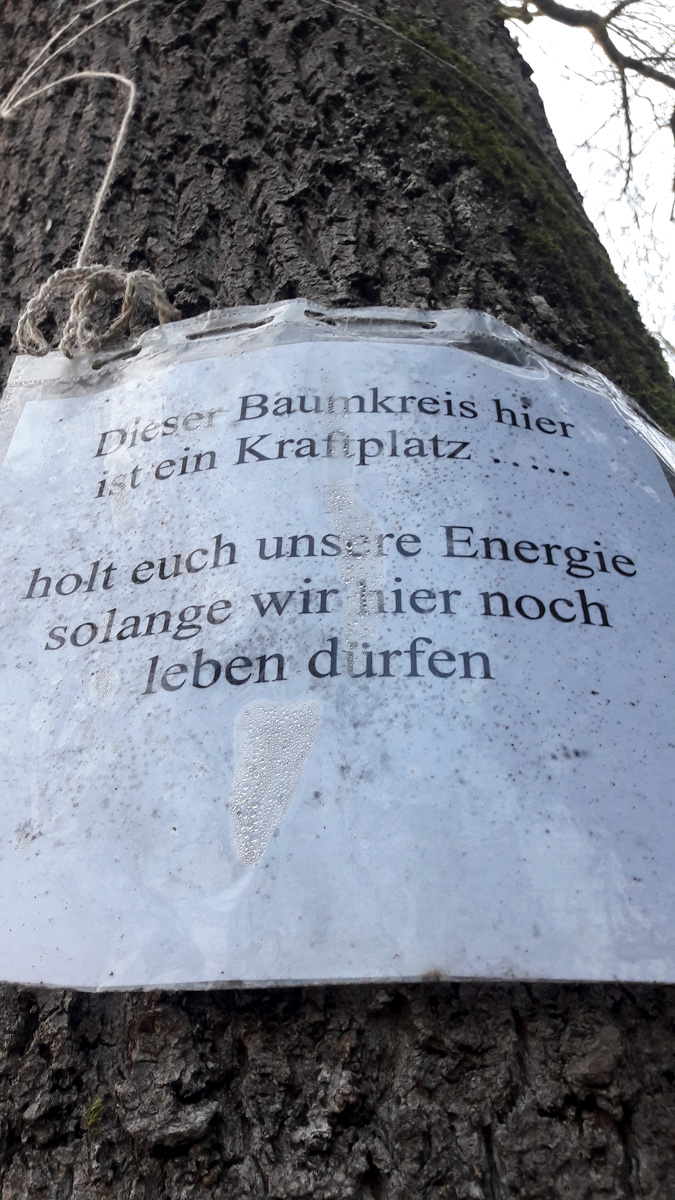 Dieser Baumkreis hier
ist ein Kraftplatz .....
holt euch unsere Energie
solange wir hier noch
leben dürfen